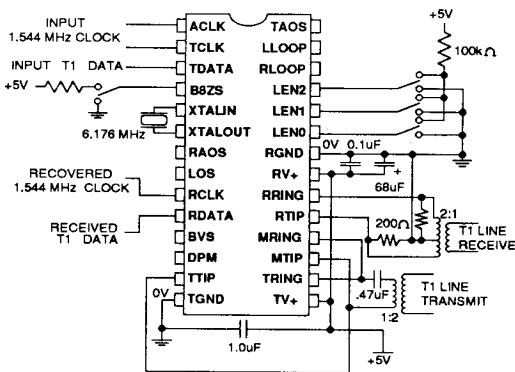 INPUT
1.544 MHz CLOCK
INPUT T1 DATA
+5V
6.176 MHz
RECOVERED
1.544 MHz CLOCK
RECEIVED
T1 DATA
0V
1.0uF
ACLK
TCLK
TDATA
B8ZS
XTALIN
XTALOUT
RAOS
LOS
RCLK
RDATA
BVS
DPM
TTIP
TGND
TAOS
LLOOP
RLOOP
LEN2
LEN1
LEN0
RGND
RV+
RRING
RTIP
MRING
MTIP
TRING
TV+
+5V
100kΩ
0V
0.1uF
+
68uF
200Ω
2:1
T1 LINE
RECEIVE
.47uF
T1 LINE
TRANSMIT
1:2
+5V